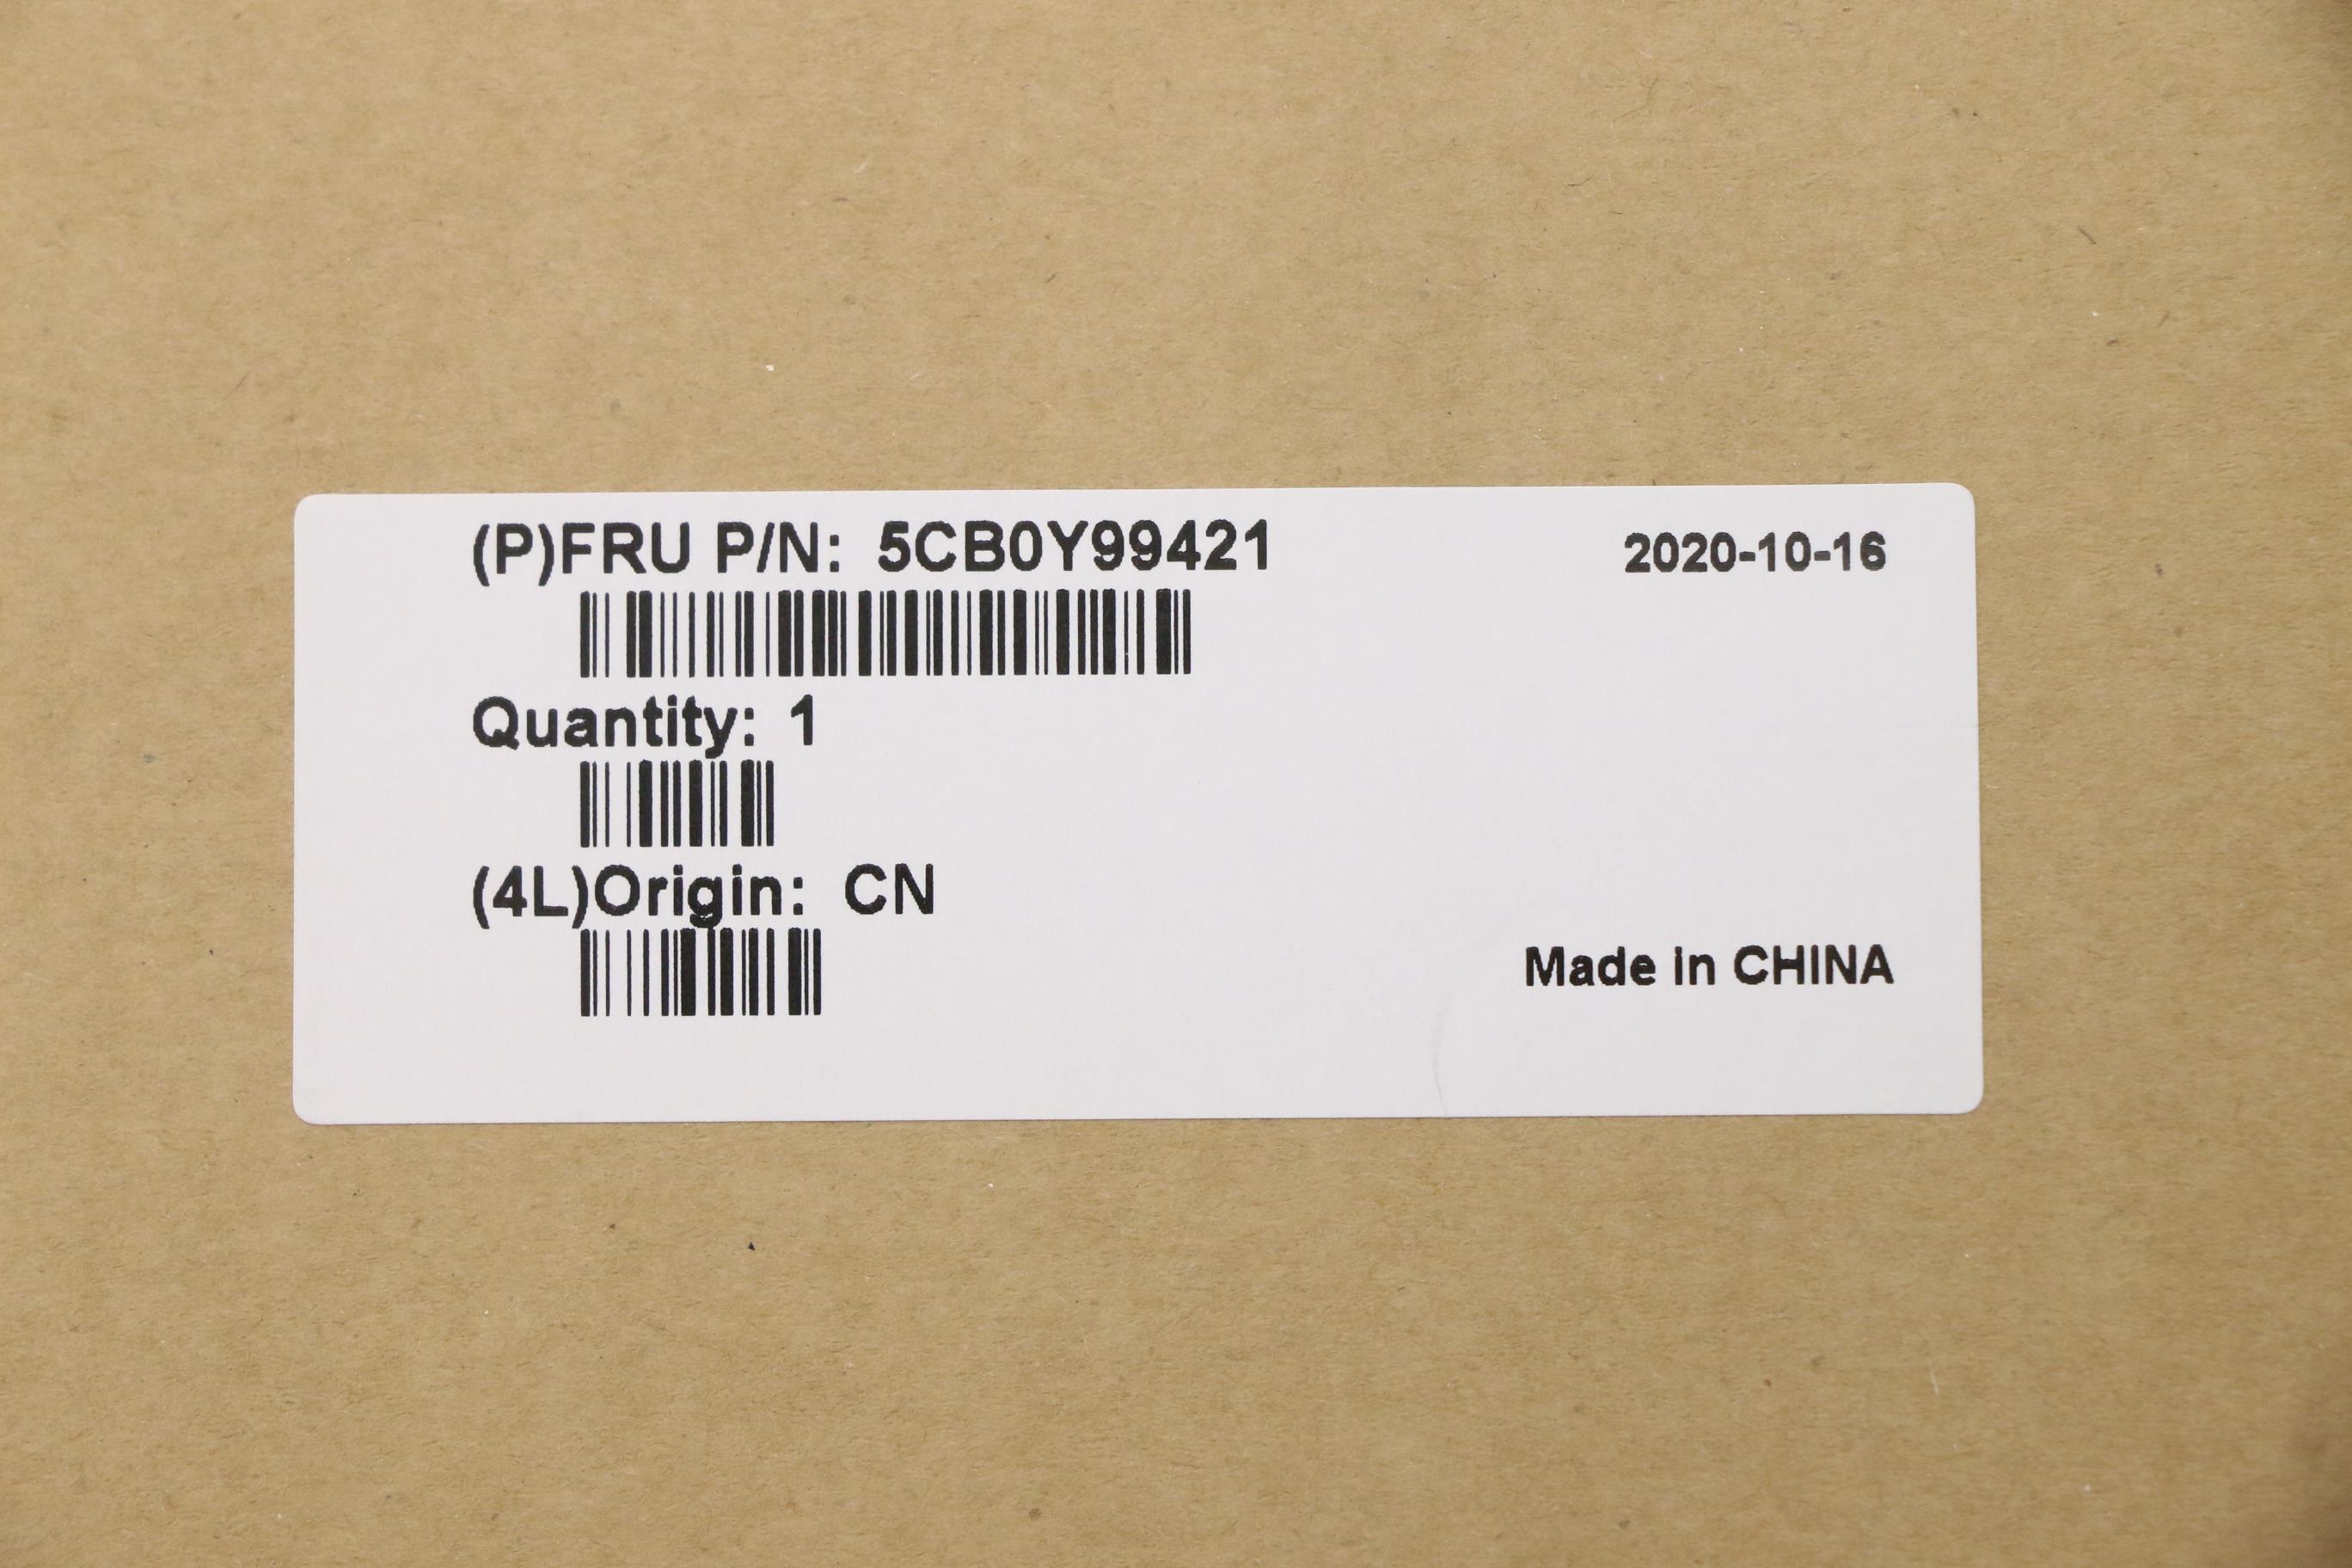 (P)FRU P/N: 5CB0Y99421
2020-10-16
Quantity: 1
(4L)Origin: CN
Made in CHINA